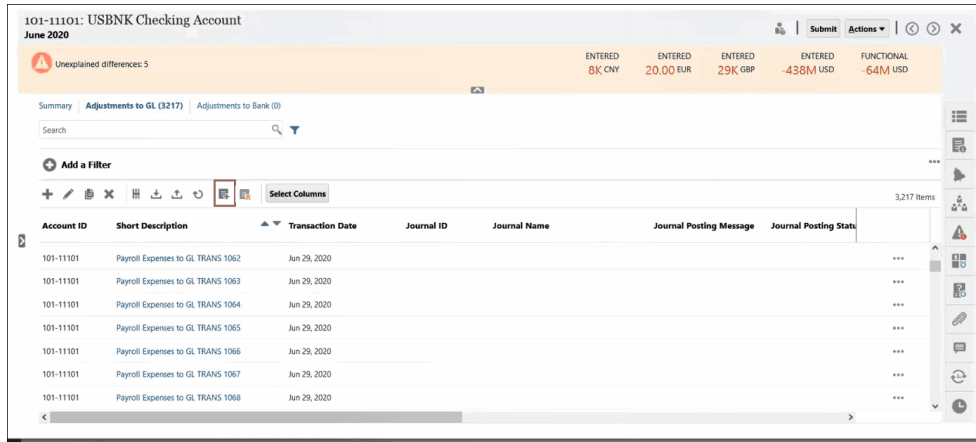 101-11101: USBNK Checking Account
June 2020
Submit Actions
Unexplained differences: 5
ENTERED ENTERED ENTERED ENTERED FUNCTIONAL
8K CNY 20.00 EUR 29K GBP -438M USD -64M USD
Summary Adjustments to GL (3217) Adjustments to Bank (0)
Search
Add a Filter
Select Columns
3,217 Items
Account ID Short Description Transaction Date Journal ID Journal Name Journal Posting Message Journal Posting Statu
101-11101 Payroll Expenses to GL TRANS 1062 Jun 29, 2020
101-11101 Payroll Expenses to GL TRANS 1063 Jun 29, 2020
101-11101 Payroll Expenses to GL TRANS 1064 Jun 29, 2020
101-11101 Payroll Expenses to GL TRANS 1065 Jun 29, 2020
101-11101 Payroll Expenses to GL TRANS 1066 Jun 29, 2020
101-11101 Payroll Expenses to GL TRANS 1067 Jun 29, 2020
101-11101 Payroll Expenses to GL TRANS 1068 Jun 29, 2020